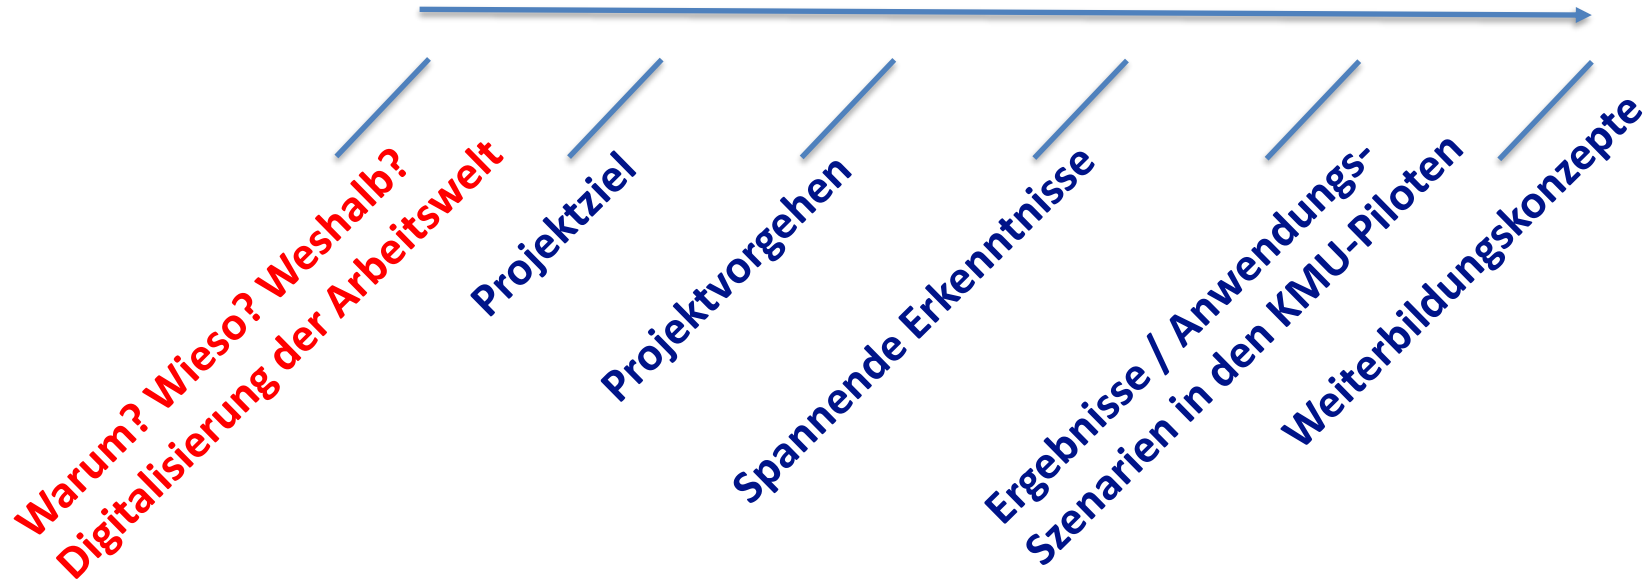 Warum? Wieso? Weshalb?
Digitalisierung der Arbeitswelt
Projektziel
Projektvorgehen
Spannende Erkenntnisse
Ergebnisse / Anwendungs-
Szenarien in den KMU-Piloten
Weiterbildungskonzepte